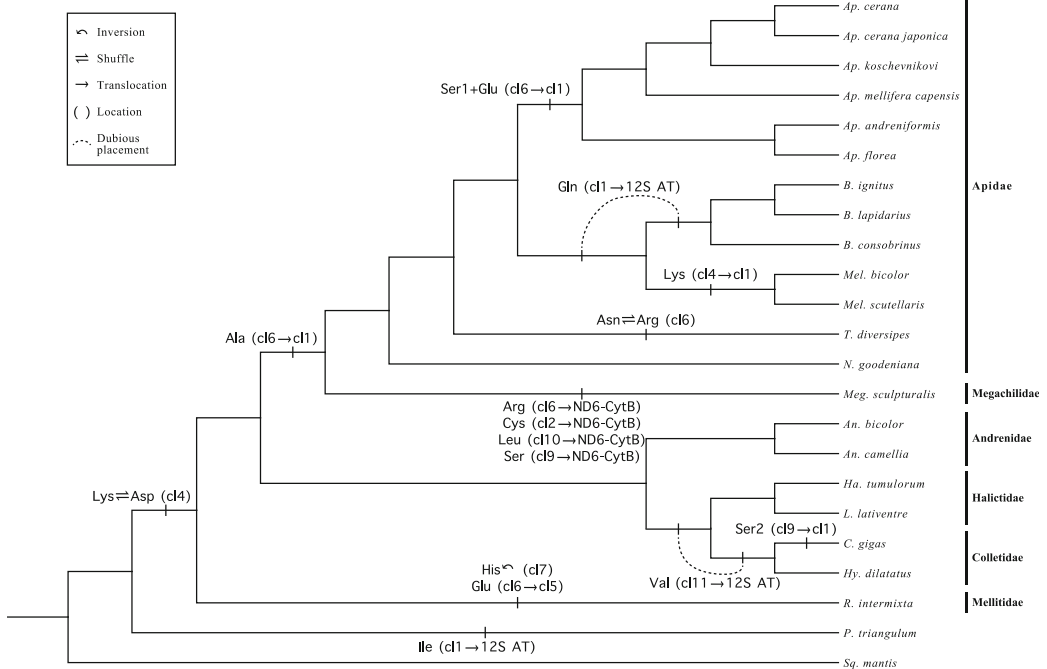 Inversion
Shuffle
Translocation
( ) Location
Dubious
placement
Ap. cerana
Ap. cerana japonica
Ap. koschevnikovi
Ser1+Glu (cl6→cl1)
Ap. mellifera capensis
Ap. andreniformis
Ap. florea
Apidae
Gln (cl1→12S AT)
B. ignitus
B. lapidarius
B. consobrinus
Lys (cl4→cl1)
Mel. bicolor
Mel. scutellaris
Asn⇌Arg (cl6)
T. diversipes
Ala (cl6→cl1)
N. goodeniana
Meg. sculpturalis
Megachilidae
Arg (cl6→ND6-CytB)
Cys (cl2→ND6-CytB)
Leu (cl10→ND6-CytB)
Ser (cl9→ND6-CytB)
An. bicolor
Andrenidae
An. camellia
Lys⇌Asp (cl4)
Ha. tumulorum
Halictidae
L. lativentre
Ser2 (cl9→cl1)
C. gigas
Colletidae
Hy. dilatatus
Val (cl11→12S AT)
His↶ (cl7)
Glu (cl6→cl5)
R. intermixta
Mellitidae
P. triangulum
Ile (cl1→12S AT)
Sq. mantis